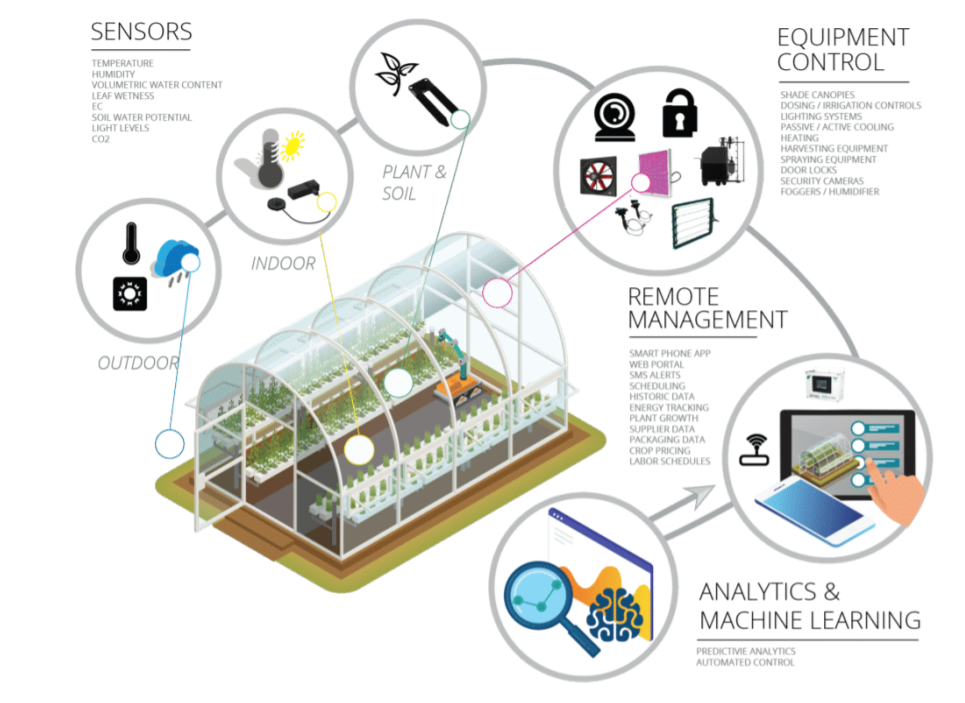 SENSORS
TEMPERATURE
HUMIDITY
VOLUMETRIC WATER CONTENT
LEAF WETNESS
EC
SOIL WATER POTENTIAL
LIGHT LEVELS
CO2
PLANT &
SOIL
INDOOR
OUTDOOR
EQUIPMENT
CONTROL
SHADE CANOPIES
DOSING / IRRIGATION CONTROLS
LIGHTING SYSTEMS
PASSIVE / ACTIVE COOLING
HEATING
HARVESTING EQUIPMENT
SPRAYING EQUIPMENT
DOOR LOCKS
SECURITY CAMERAS
FOGGERS / HUMIDIFIER
REMOTE
MANAGEMENT
SMART PHONE APP
WEB PORTAL
SMS ALERTS
SCHEDULING
HISTORIC DATA
ENERGY TRACKING
PLANT GROWTH
SUPPLIER DATA
PACKAGING DATA
CROP PRICING
LABOR SCHEDULES
ANALYTICS &
MACHINE LEARNING
PREDICTIVIE ANALYTICS
AUTOMATED CONTROL